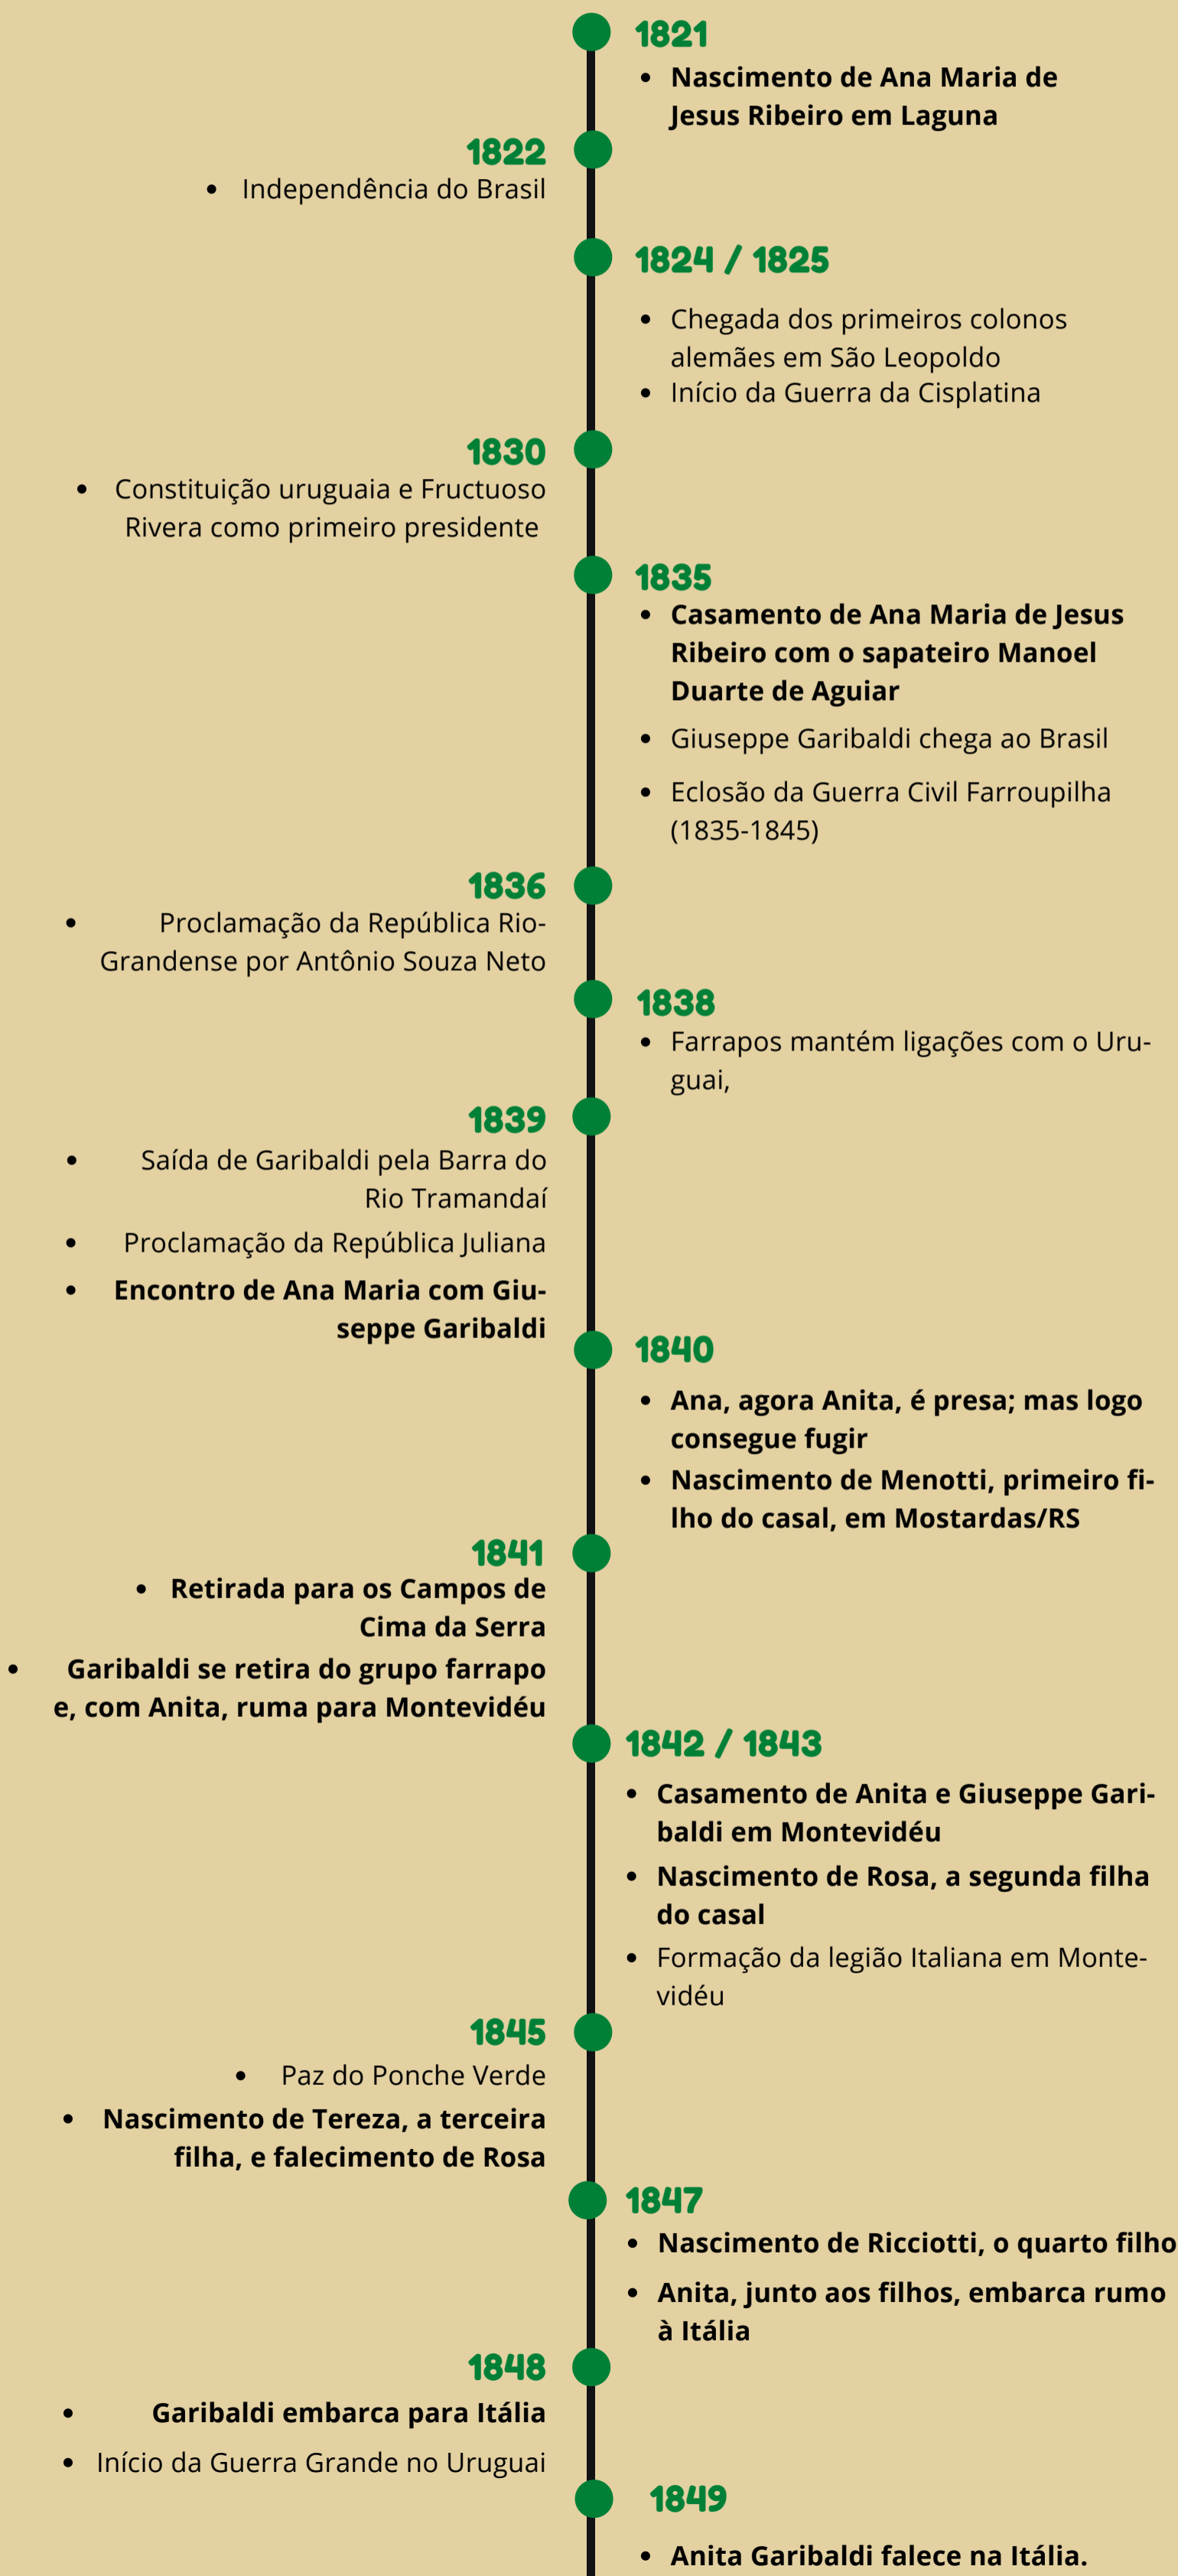 1821
• Nascimento de Ana Maria de
Jesus Ribeiro em Laguna
1822
• Independência do Brasil
1824 / 1825
• Chegada dos primeiros colonos
alemães em São Leopoldo
• Início da Guerra da Cisplatina
1830
• Constituição uruguaia e Fructuoso
Rivera como primeiro presidente
1835
• Casamento de Ana Maria de Jesus
Ribeiro com o sapateiro Manoel
Duarte de Aguiar
• Giuseppe Garibaldi chega ao Brasil
• Eclosão da Guerra Civil Farroupilha
(1835-1845)
1836
• Proclamação da República Rio-
Grandense por Antônio Souza Neto
1838
• Farrapos mantém ligações com o Uru-
guai,
1839
• Saída de Garibaldi pela Barra do
Rio Tramandaí
• Proclamação da República Juliana
• Encontro de Ana Maria com Giu-
seppe Garibaldi
1840
• Ana, agora Anita, é presa; mas logo
consegue fugir
• Nascimento de Menotti, primeiro fi-
lho do casal, em Mostardas/RS
1841
• Retirada para os Campos de
Cima da Serra
• Garibaldi se retira do grupo farrapo
e, com Anita, ruma para Montevidéu
1842 / 1843
• Casamento de Anita e Giuseppe Gari-
baldi em Montevidéu
• Nascimento de Rosa, a segunda filha
do casal
• Formação da legião Italiana em Monte-
vidéu
1845
• Paz do Ponche Verde
• Nascimento de Tereza, a terceira
filha, e falecimento de Rosa
1847
• Nascimento de Ricciotti, o quarto filho
• Anita, junto aos filhos, embarca rumo
à Itália
1848
• Garibaldi embarca para Itália
• Início da Guerra Grande no Uruguai
1849
• Anita Garibaldi falece na Itália.